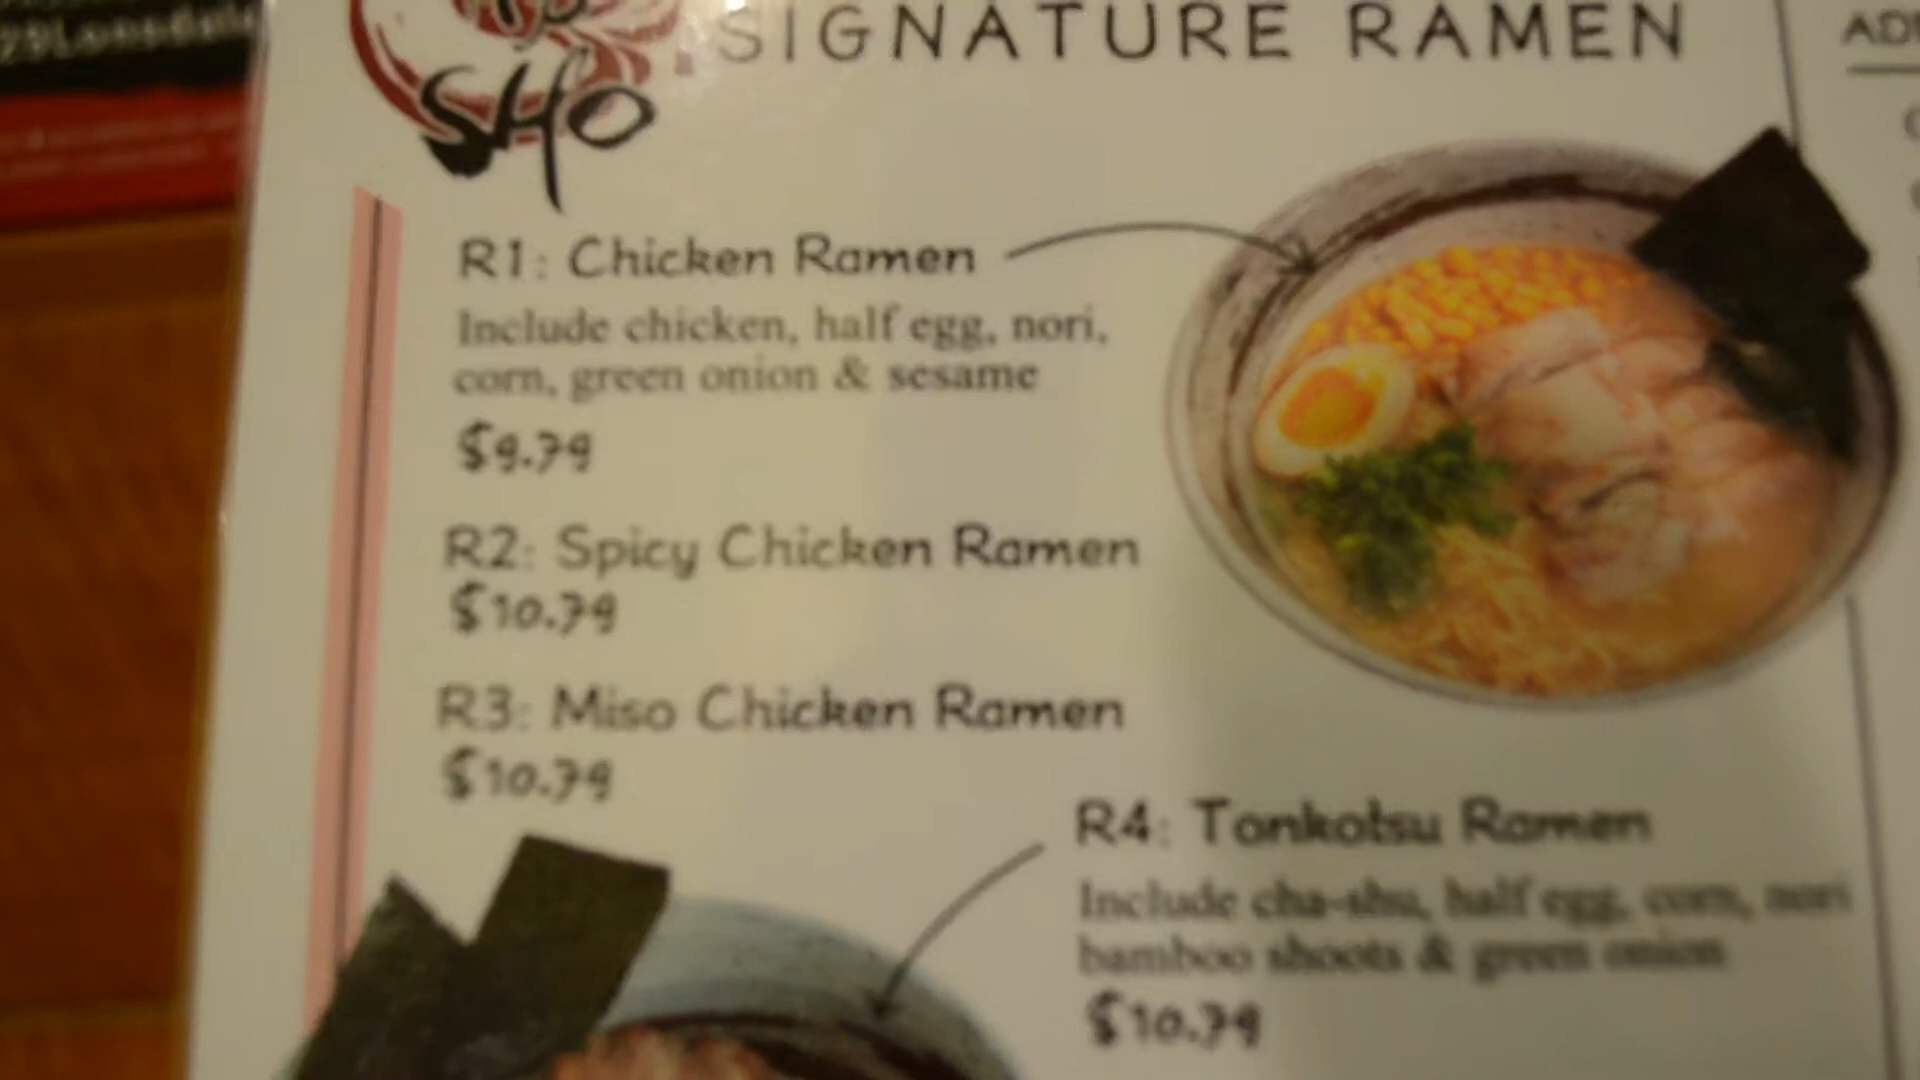 29Lonsdale
SHO
SIGNATURE RAMEN
R1: Chicken Ramen
Include chicken, half egg, nori,
corn, green onion & sesame
$9.79
R2: Spicy Chicken Ramen
$10.79
R3: Miso Chicken Ramen
$10.79
R4: Tonkotsu Ramen
Include cha-shu, half egg, corn, nori
bamboo shoots & green onion
$10.79